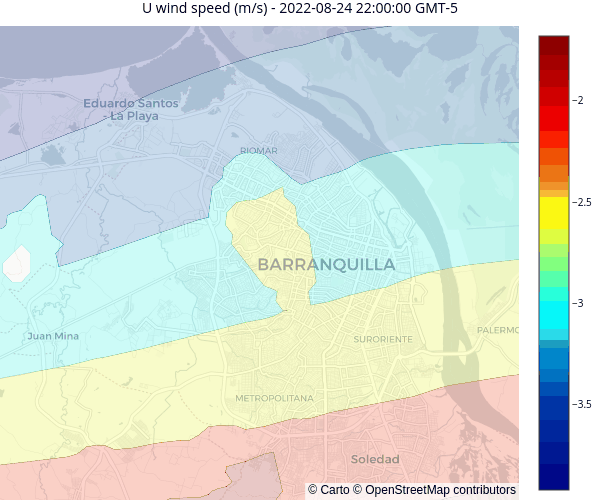 U wind speed (m/s) - 2022-08-24 22:00:00 GMT-5
−2
Eduardo Santos
- La Playa
RIOMAR
−2.5
BARRANQUILLA
−3
Juan Mina
SURORIENTE
PALERMO
METROPOLITANA
−3.5
Soledad
© Carto © OpenStreetMap contributors